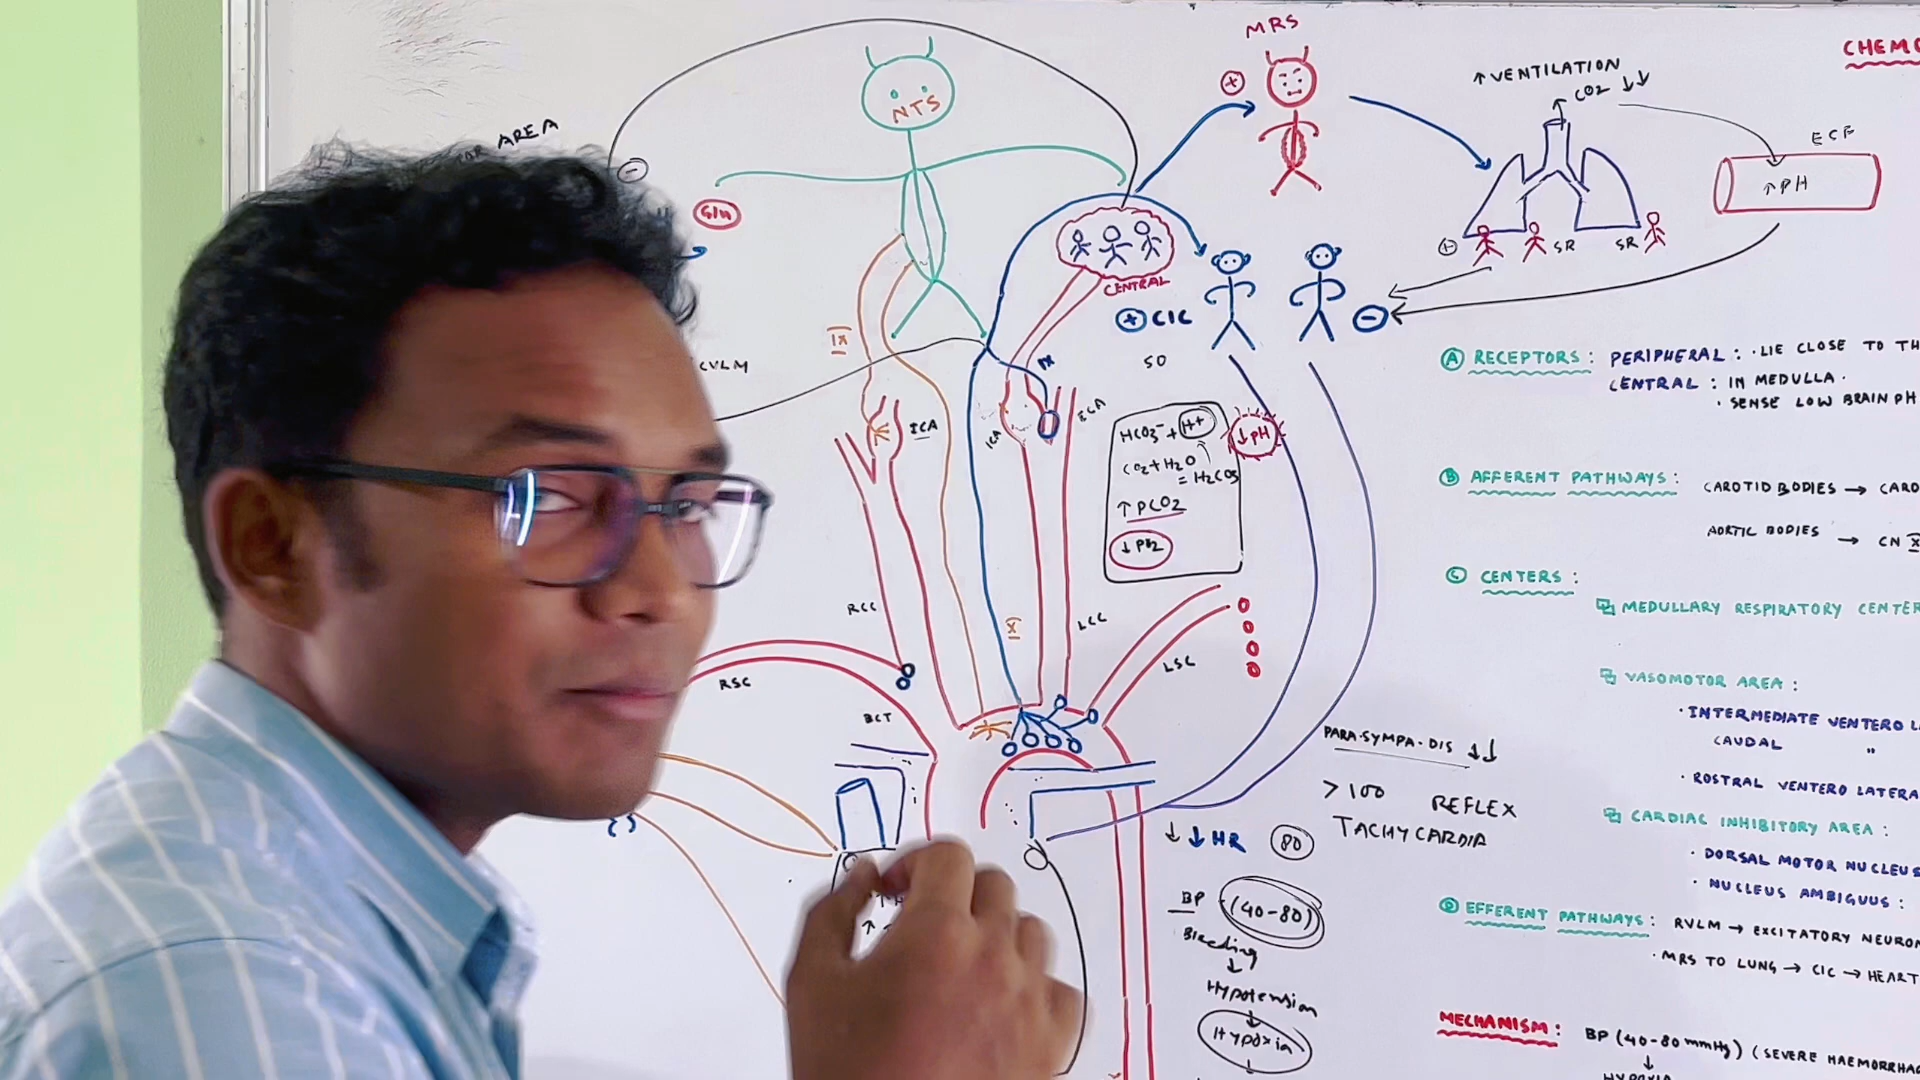 MRS
CHEMO
↑ VENTILATION
CO2 ↓↓
NTS
AREA
ECF
↑PH
SR
SR
CENTRAL
+ CIC
SO
IX
IX
CVLM
ICA
ICA
ECA
HCO3⁻ + H+
CO2 + H2O
= H2CO3
↑ PCO2
↓ PO2
↓ PH
RCC
LCC
X
RSC
LSC
BCT
A RECEPTORS : PERIPHERAL : · LIE CLOSE TO TH
CENTRAL : IN MEDULLA ·
· SENSE LOW BRAIN PH
B AFFERENT PATHWAYS : CAROTID BODIES → CARO
AORTIC BODIES → CN X
C CENTERS :
MEDULLARY RESPIRATORY CENTER
VASOMOTOR AREA :
· INTERMEDIATE VENTERO L
CAUDAL "
· ROSTRAL VENTERO LATERA
CARDIAC INHIBITORY AREA :
· DORSAL MOTOR NUCLEUS
· NUCLEUS AMBIGUUS :
D EFFERENT PATHWAYS : RVLM → EXCITATORY NEURON
· MRS TO LUNG → CIC → HEART
MECHANISM : BP (40-80 mmHg) (SEVERE HAEMORRHAG
↓
HYPOXIA
PARA·SYMPA·DIS ↓↓
> 100 REFLEX
TACHYCARDIA
↓ ↓ HR 80
BP (40-80)
Bleeding
↓
Hypotension
↓
Hypoxia
↓